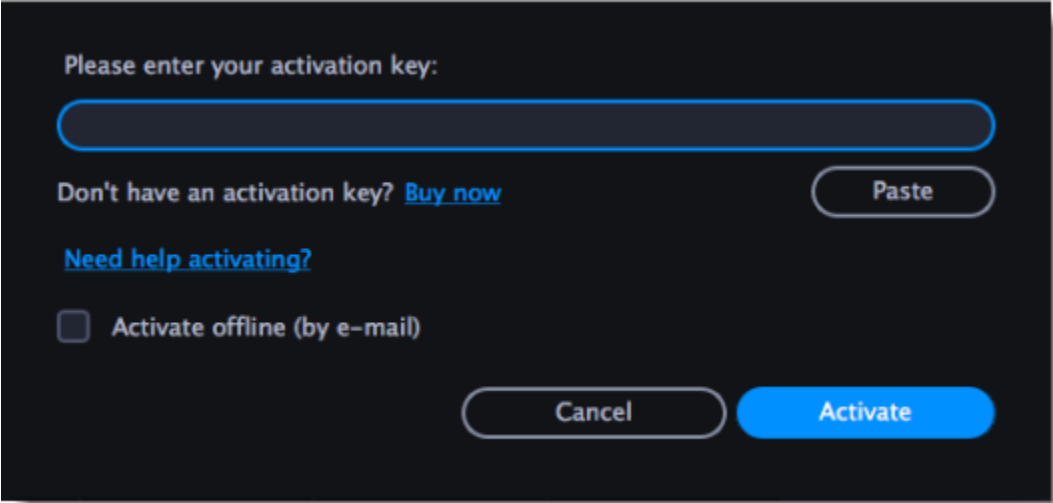 Please enter your activation key:
Don't have an activation key? Buy now
Paste
Need help activating?
Activate offline (by e-mail)
Cancel
Activate